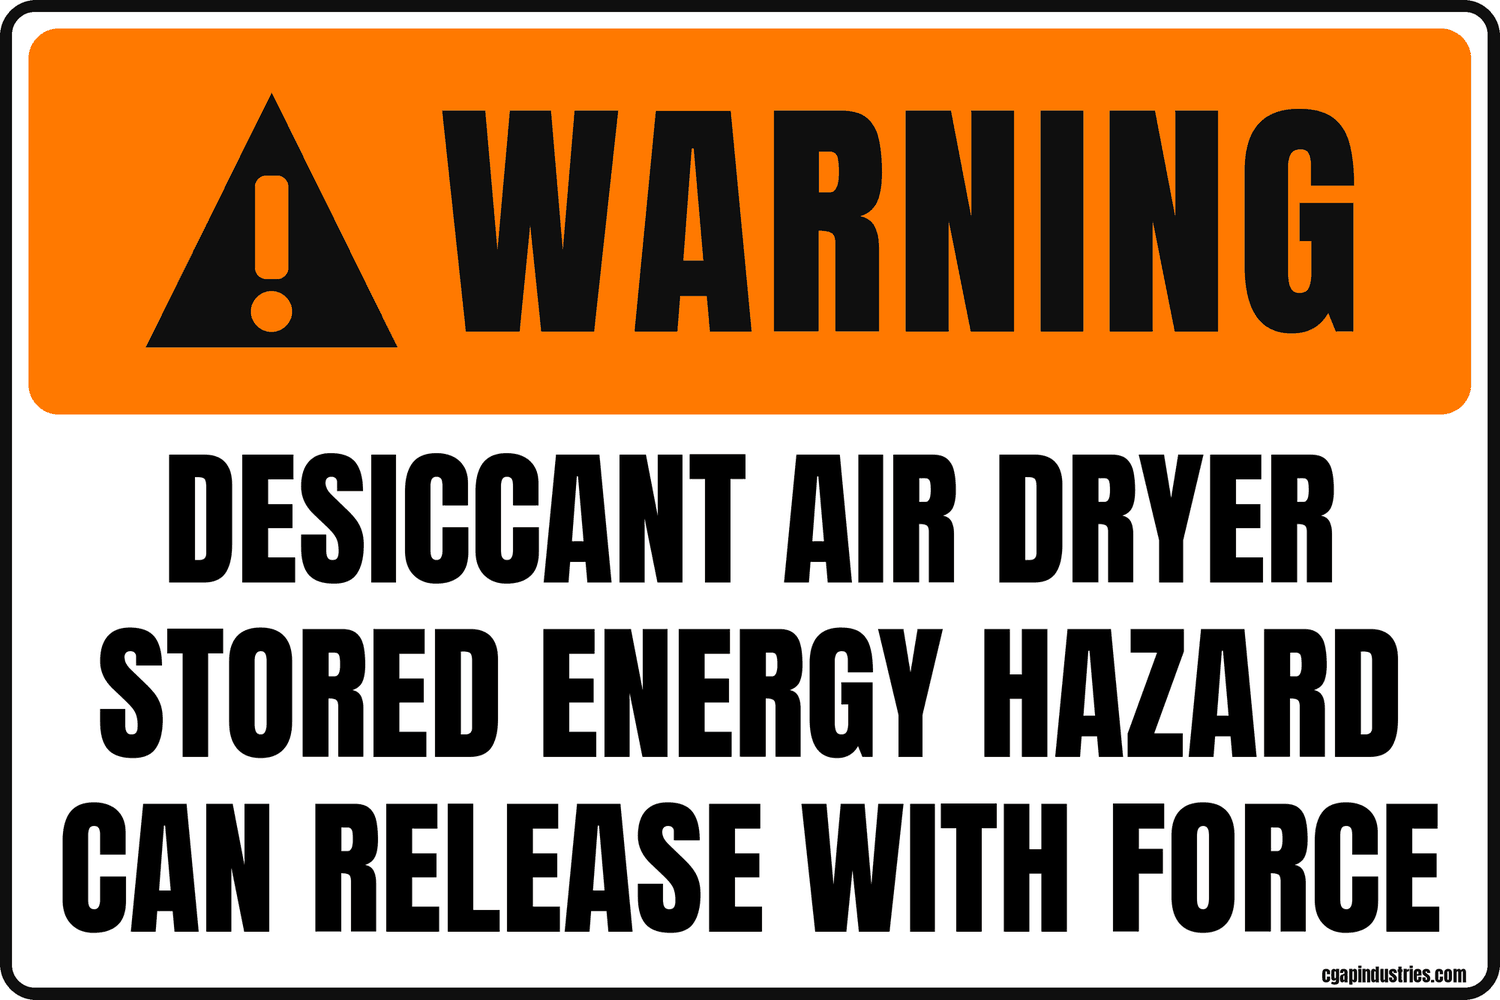 WARNING
DESICCANT AIR DRYER
STORED ENERGY HAZARD
CAN RELEASE WITH FORCE
cgapindustries.com